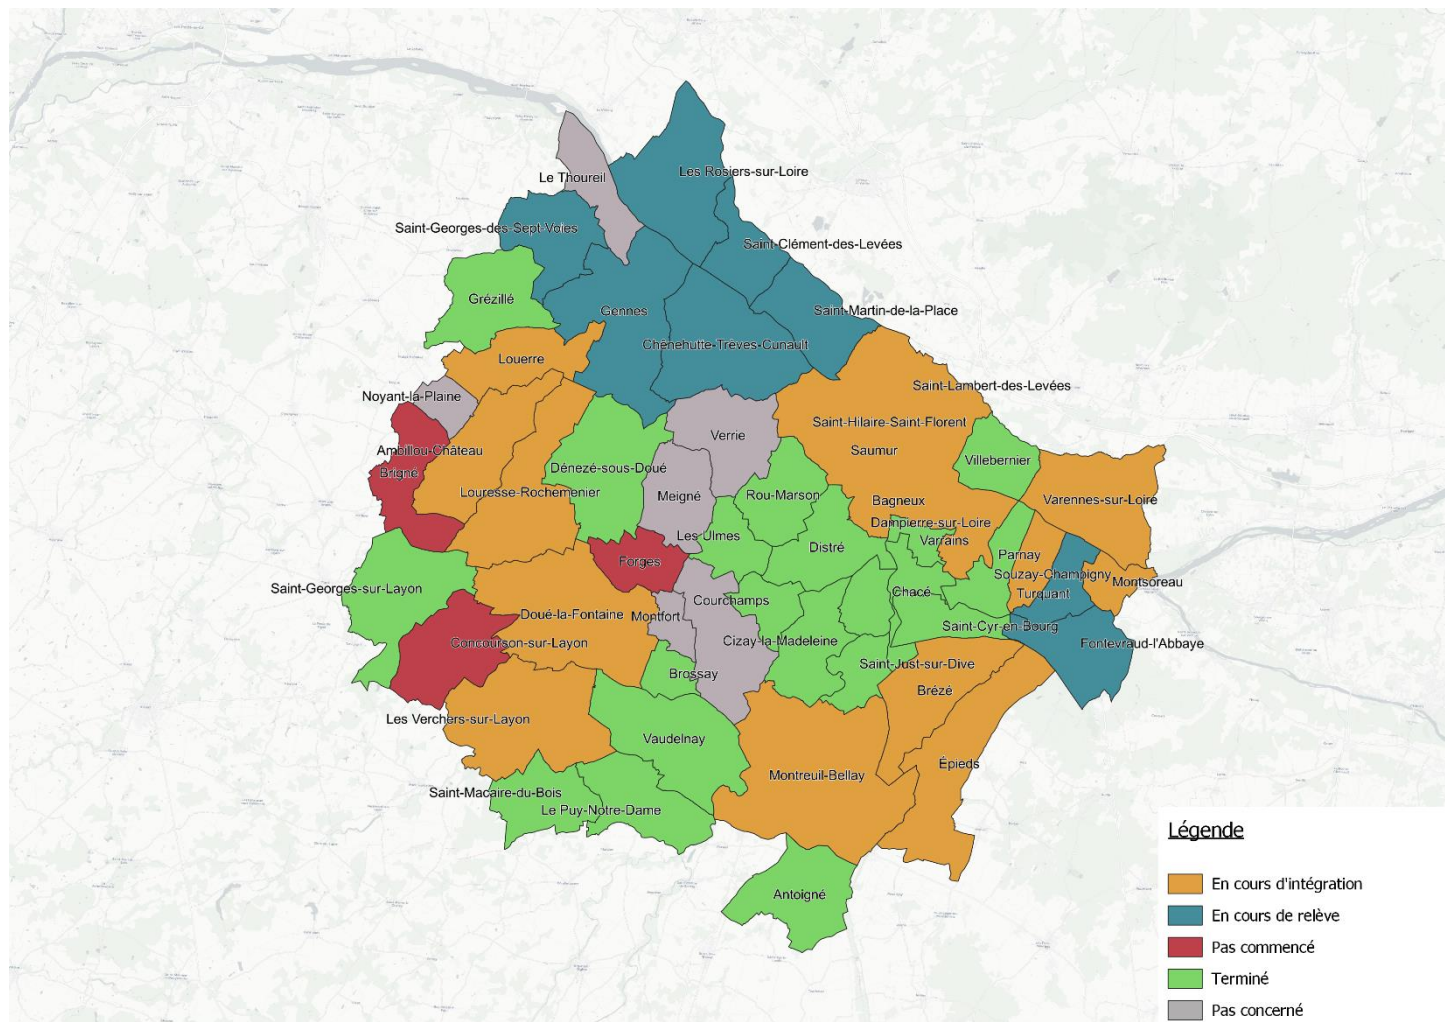 Les Rosiers-sur-Loire
Le Thoureil
Saint-Georges-des-Sept-Voies
Saint-Clément-des-Levées
Grézillé
Gennes
Saint-Martin-de-la-Place
Chênehutte-Trêves-Cunault
Louerre
Saint-Lambert-des-Levées
Noyant-la-Plaine
Saint-Hilaire-Saint-Florent
Verrie
Ambillou-Château
Saumur
Villebernier
Brigné
Dénezé-sous-Doué
Louresse-Rochemenier
Meigné
Rou-Marson
Bagneux
Varennes-sur-Loire
Dampierre-sur-Loire
Les Ulmes
Distré
Varrains
Parnay
Forges
Souzay-Champigny
Montsoreau
Saint-Georges-sur-Layon
Courchamps
Chacé
Turquant
Doué-la-Fontaine
Montfort
Saint-Cyr-en-Bourg
Concourson-sur-Layon
Cizay-la-Madeleine
Fontevraud-l'Abbaye
Brossay
Saint-Just-sur-Dive
Brézé
Les Verchers-sur-Layon
Vaudelnay
Montreuil-Bellay
Épieds
Saint-Macaire-du-Bois
Le Puy-Notre-Dame
Antoigné
Légende
En cours d'intégration
En cours de relève
Pas commencé
Terminé
Pas concerné